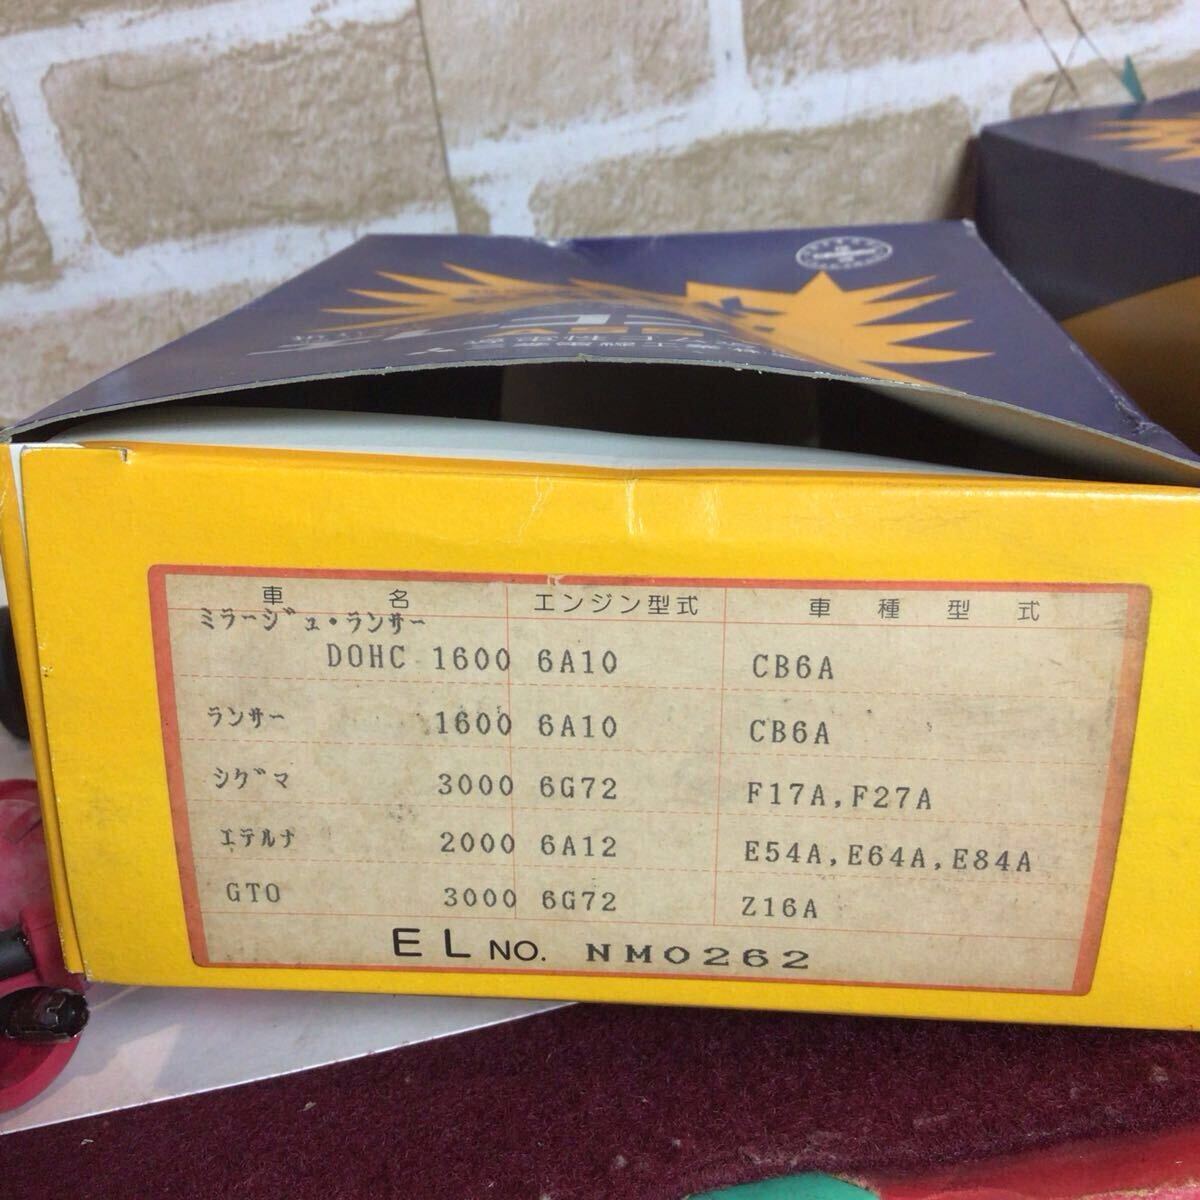 車名 エンジン型式 車種型式
ミラージュ・ランサー
DOHC 1600 6A10 CB6A
ランサー 1600 6A10 CB6A
シグマ 3000 6G72 F17A,F27A
エテルナ 2000 6A12 E54A,E64A,E84A
GTO 3000 6G72 Z16A
EL NO. NM0262